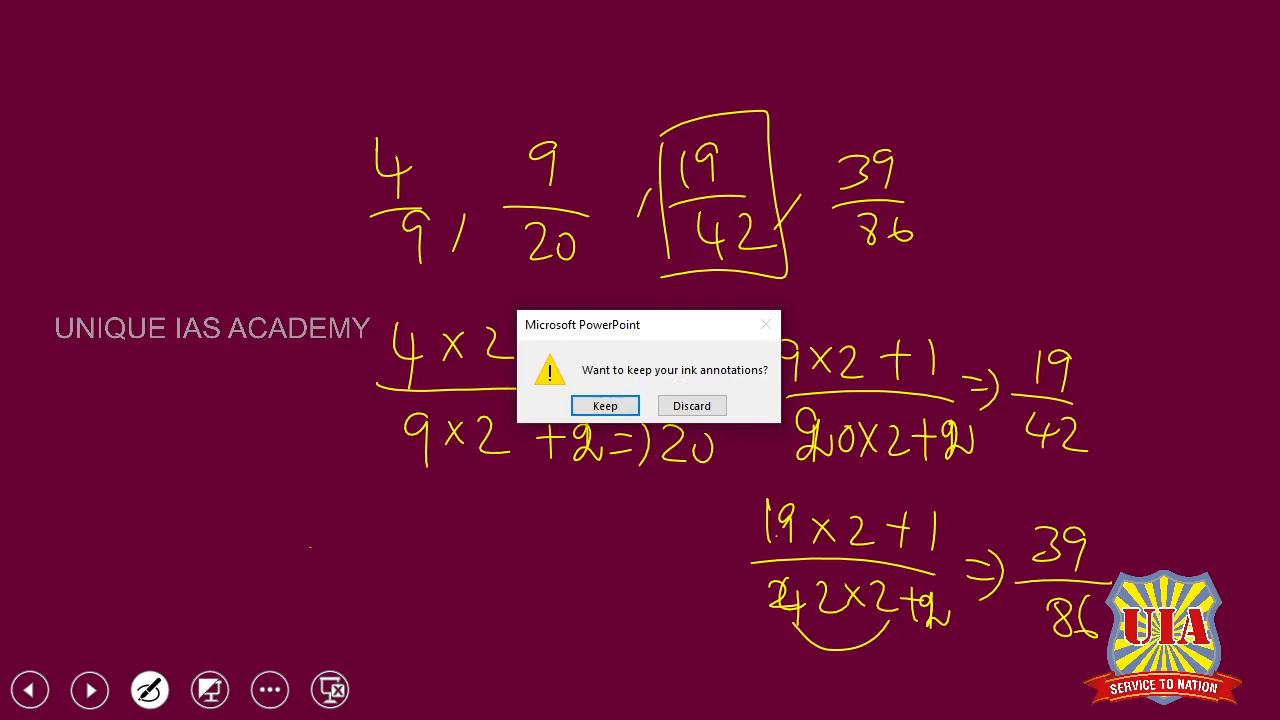 4/9, 9/20, 19/42, 39/86
UNIQUE IAS ACADEMY
4 × 2
9 × 2 + 2 ⇒ 20
Microsoft PowerPoint
Want to keep your ink annotations?
Keep Discard
9 × 2 + 1 ⇒ 19
20 × 2 + 2 42
19 × 2 + 1 ⇒ 39
42 × 2 + 2 86
UIA
SERVICE TO NATION